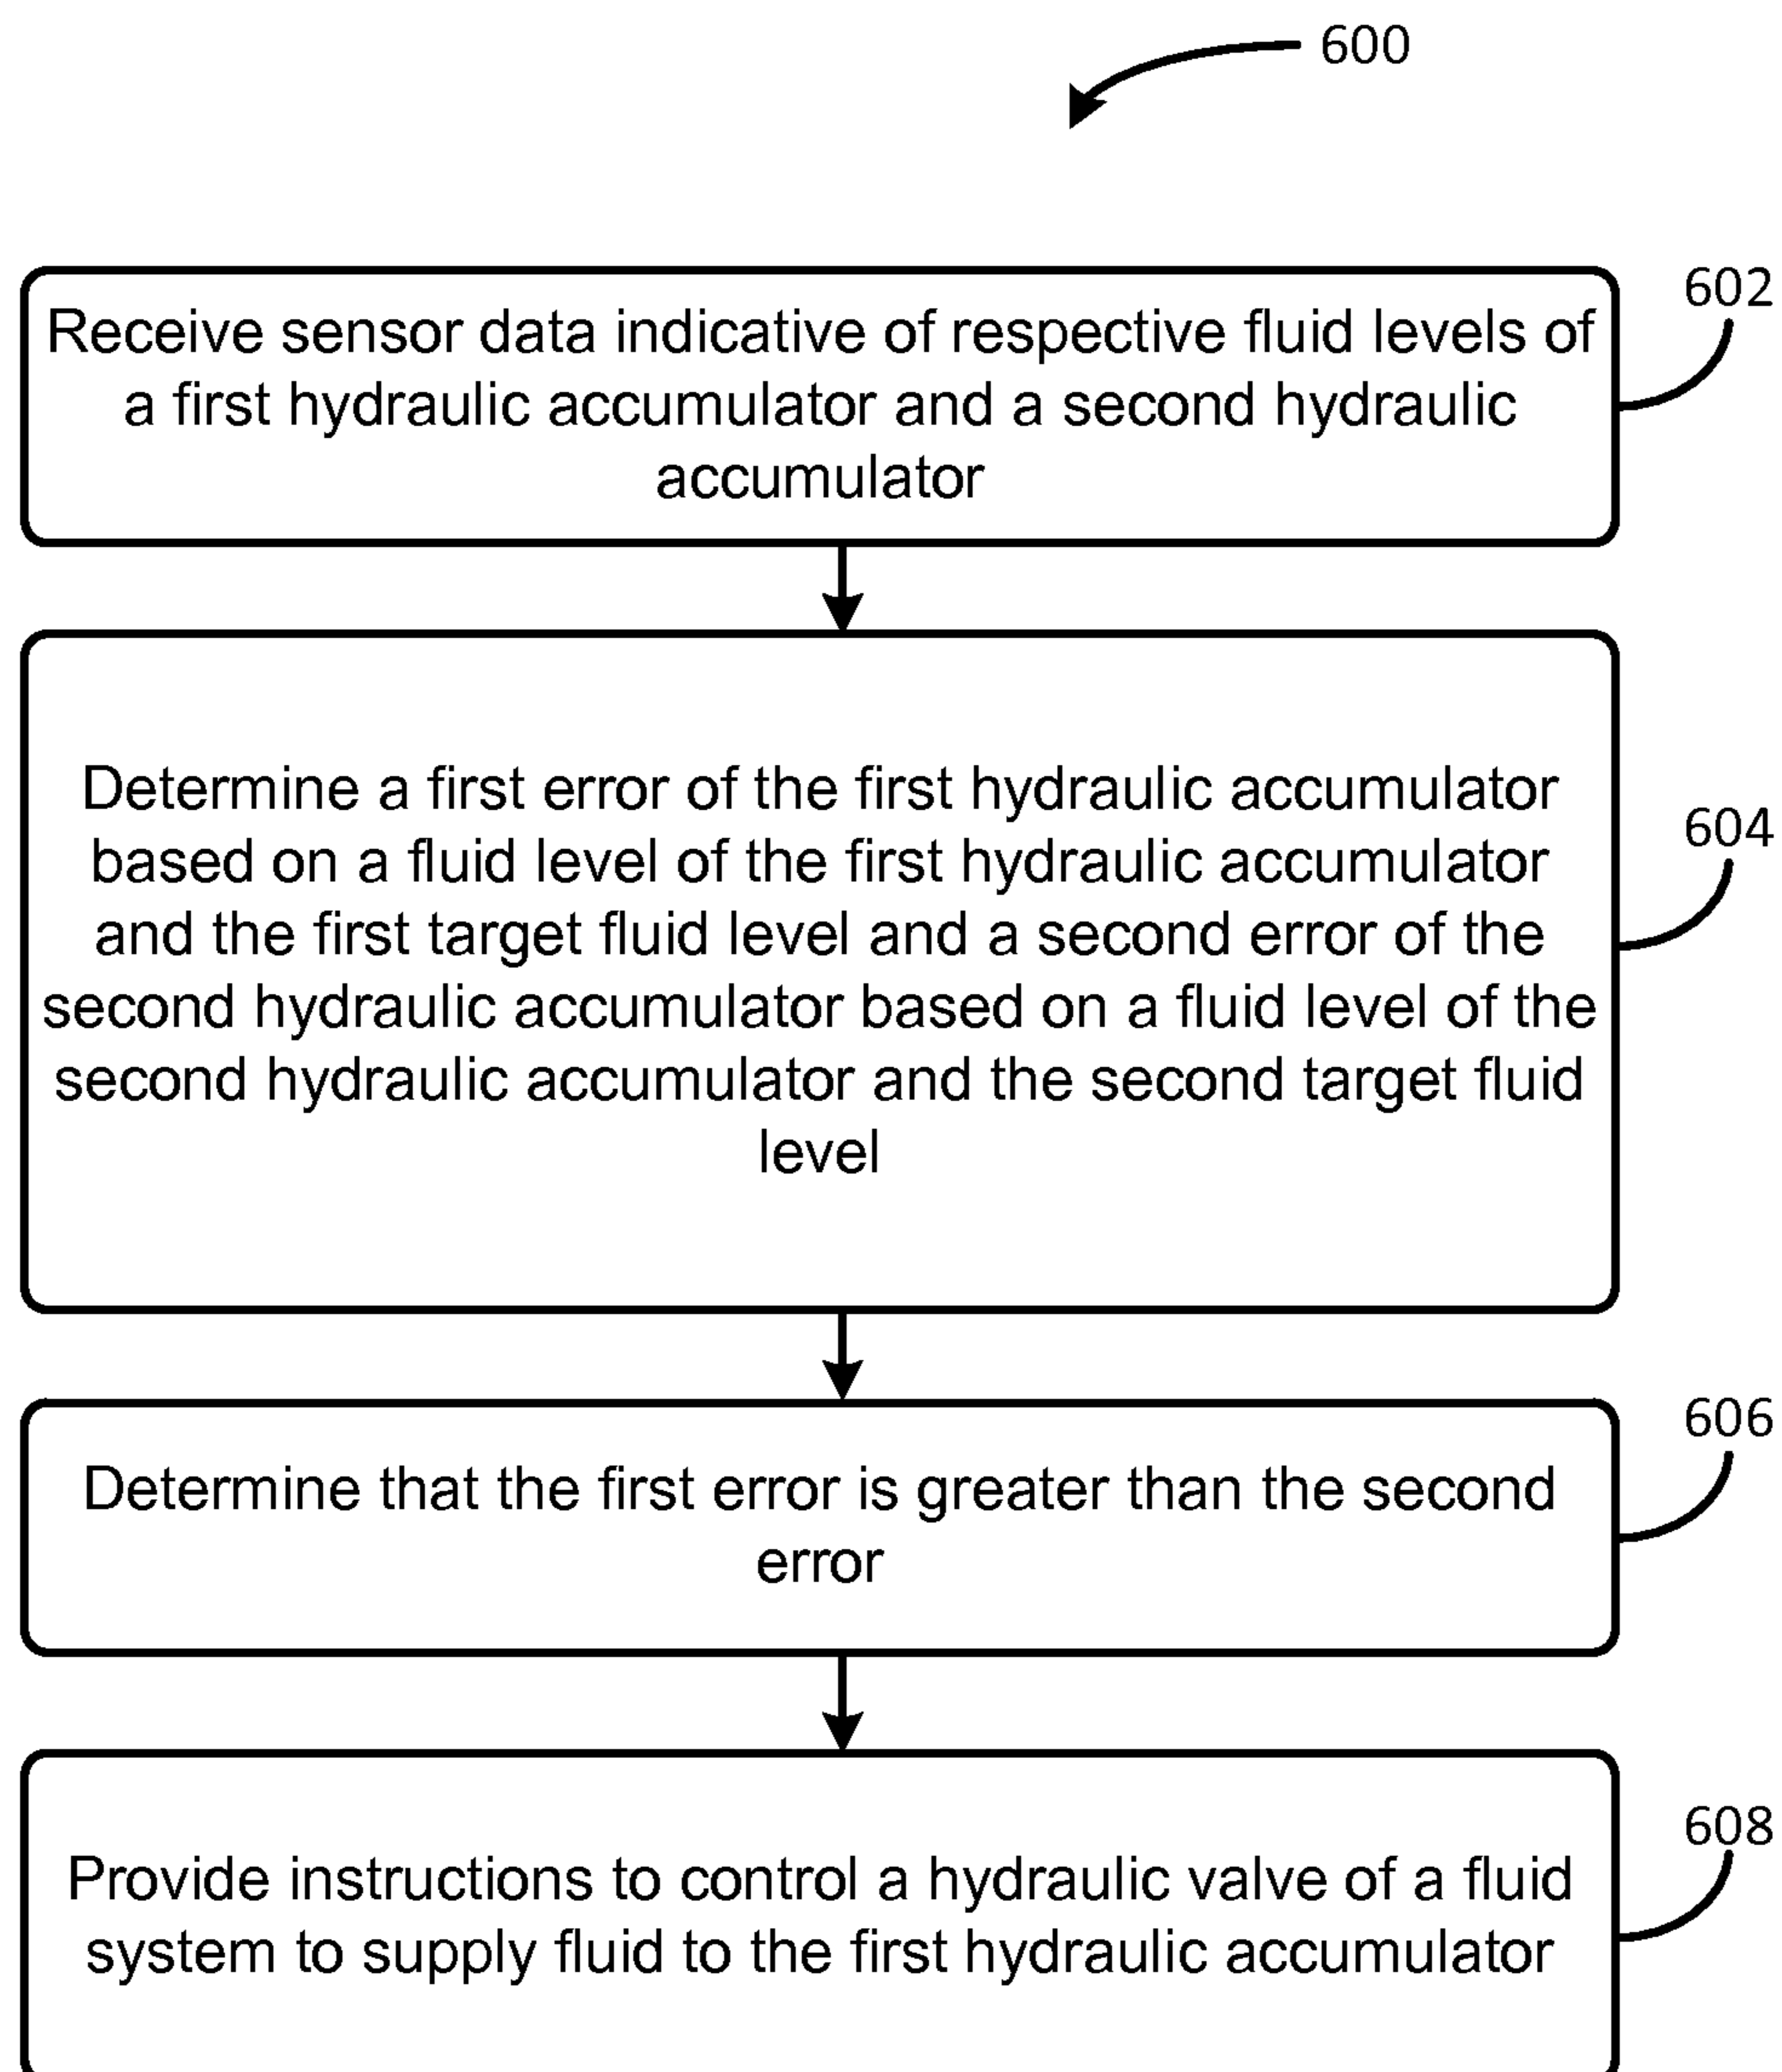 600
602
Receive sensor data indicative of respective fluid levels of
a first hydraulic accumulator and a second hydraulic
accumulator
604
Determine a first error of the first hydraulic accumulator
based on a fluid level of the first hydraulic accumulator
and the first target fluid level and a second error of the
second hydraulic accumulator based on a fluid level of the
second hydraulic accumulator and the second target fluid
level
606
Determine that the first error is greater than the second
error
608
Provide instructions to control a hydraulic valve of a fluid
system to supply fluid to the first hydraulic accumulator